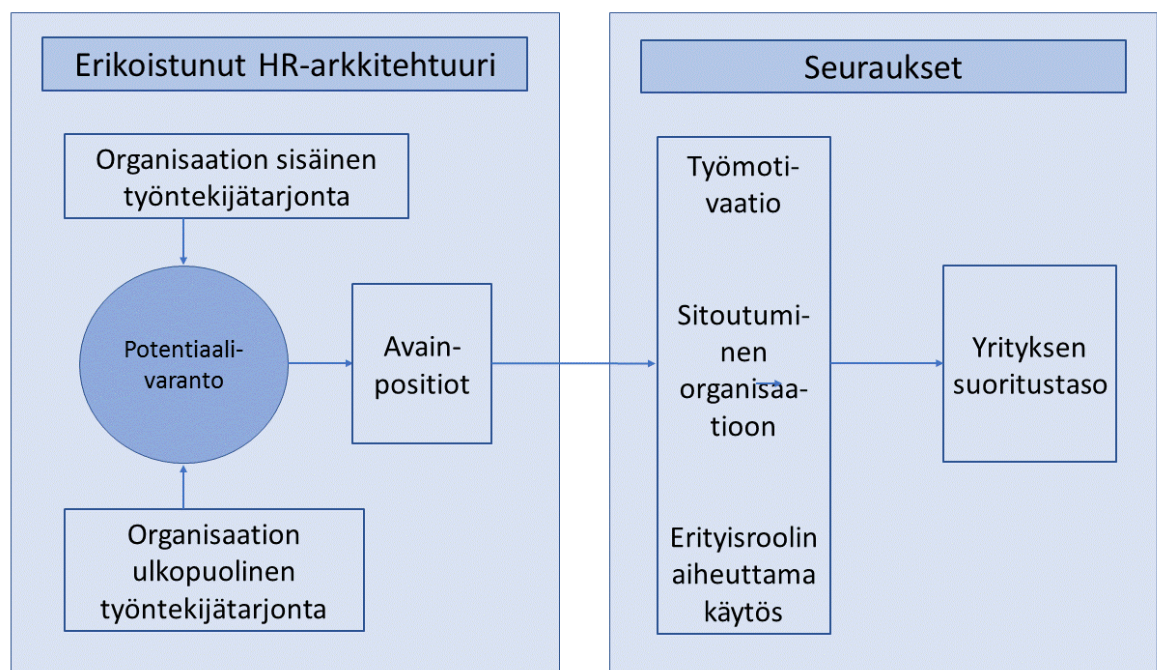 Erikoistunut HR-arkkitehtuuri
Organisaation sisäinen
työntekijätarjonta
Potentiaali-
varanto
Avain-
positiot
Organisaation
ulkopuolinen
työntekijätarjonta
Seuraukset
Työmoti-
vaatio
Sitoutumi-
nen
organisaa-
tioon
Erityisroolin
aiheuttama
käytös
Yrityksen
suoritustaso